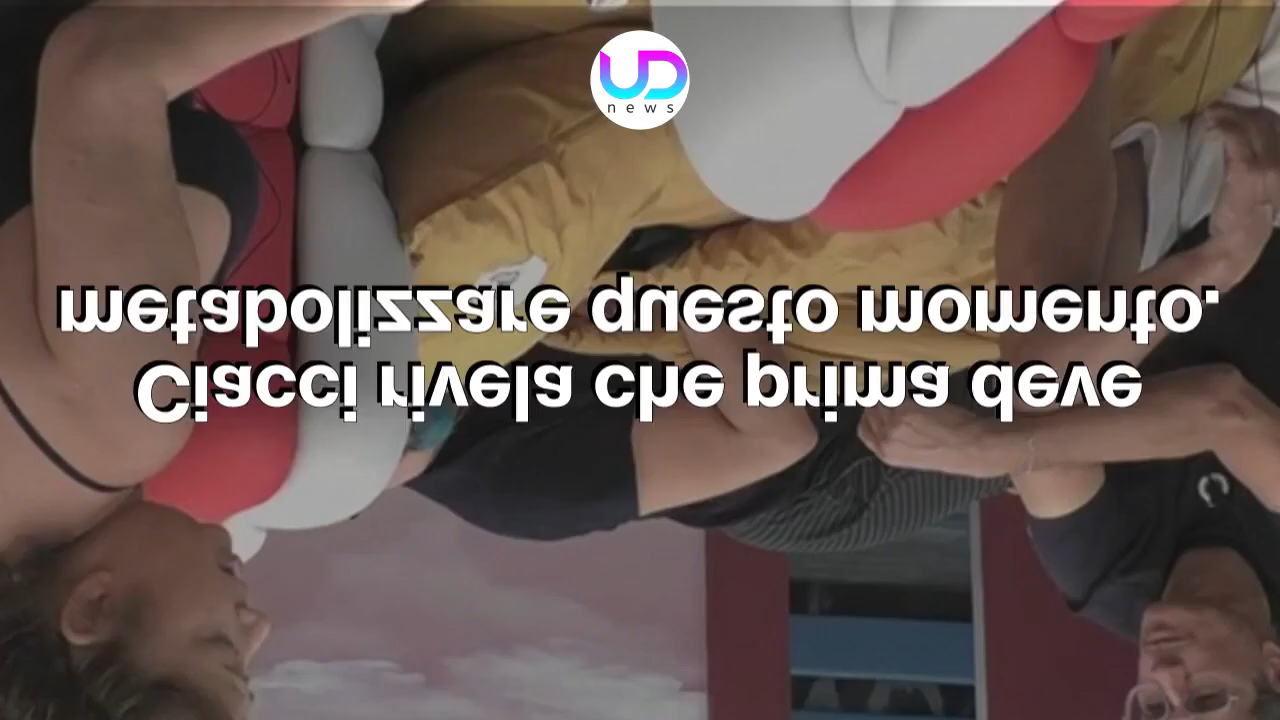 UD
news
Ciacci rivela che prima deve
metabolizzare questo momento.